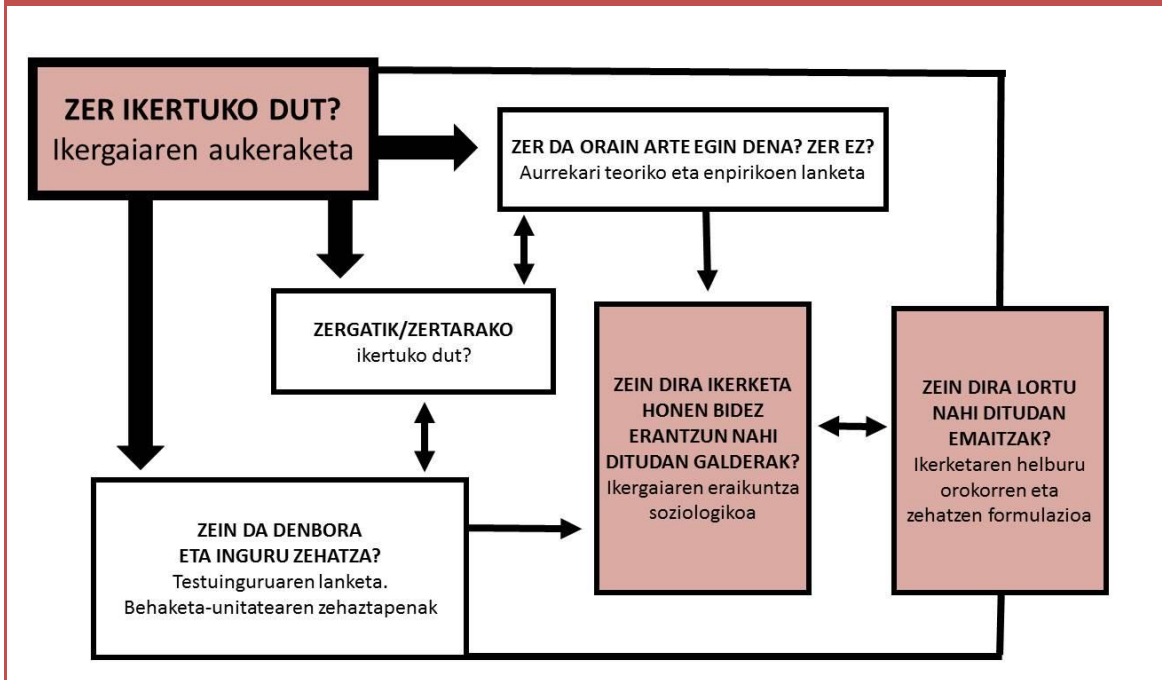 ZER IKERTUKO DUT?
Ikergaiaren aukeraketa
ZER DA ORAIN ARTE EGIN DENA? ZER EZ?
Aurrekari teoriko eta enpirikoen lanketa
ZERGATIK/ZERTARAKO
ikertuko dut?
ZEIN DIRA IKERKETA
HONEN BIDEZ
ERANTZUN NAHI
DITUDAN GALDERAK?
Ikergaiaren eraikuntza
soziologikoa
ZEIN DIRA LORTU
NAHI DITUDAN
EMAITZAK?
Ikerketaren helburu
orokorren eta
zehatzen formulazioa
ZEIN DA DENBORA
ETA INGURU ZEHATZA?
Testuinguruaren lanketa.
Behaketa-unitatearen zehaztapenak